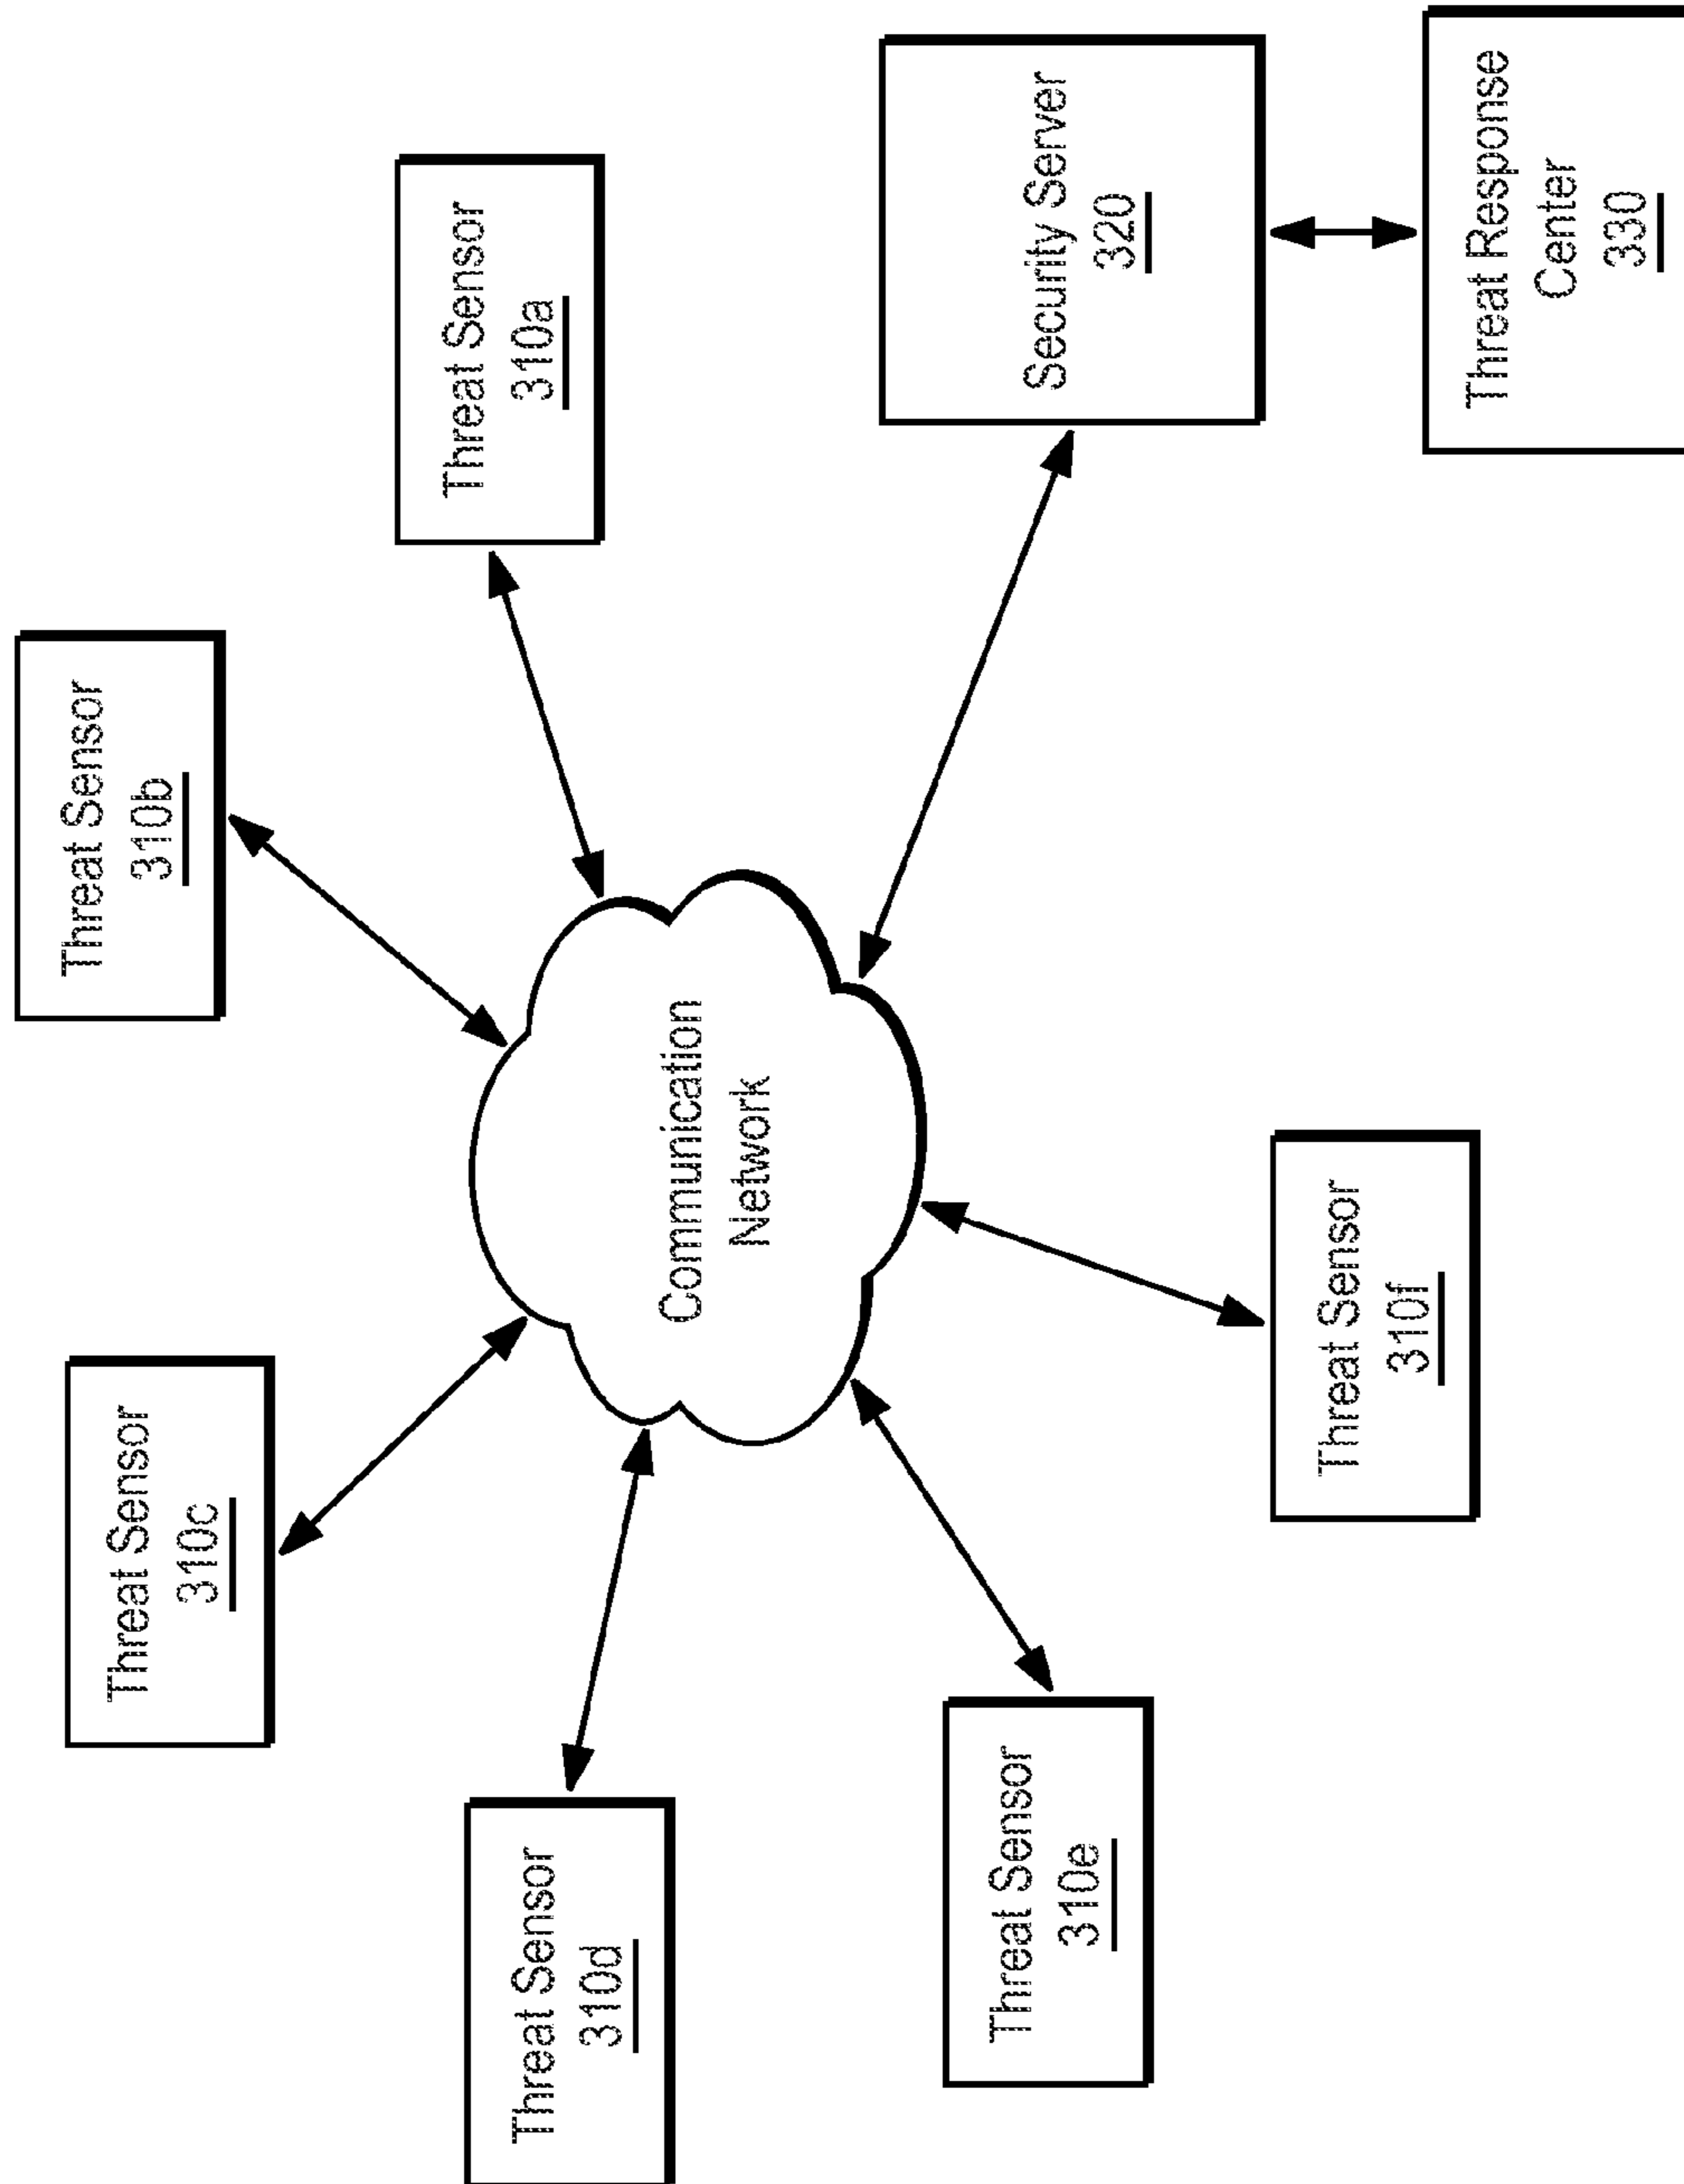 Threat Sensor
310c
Threat Sensor
310b
Threat Sensor
310d
Threat Sensor
310a
Communication
Network
Threat Sensor
310e
Security Server
320
Threat Sensor
310f
Threat Response
Center
330